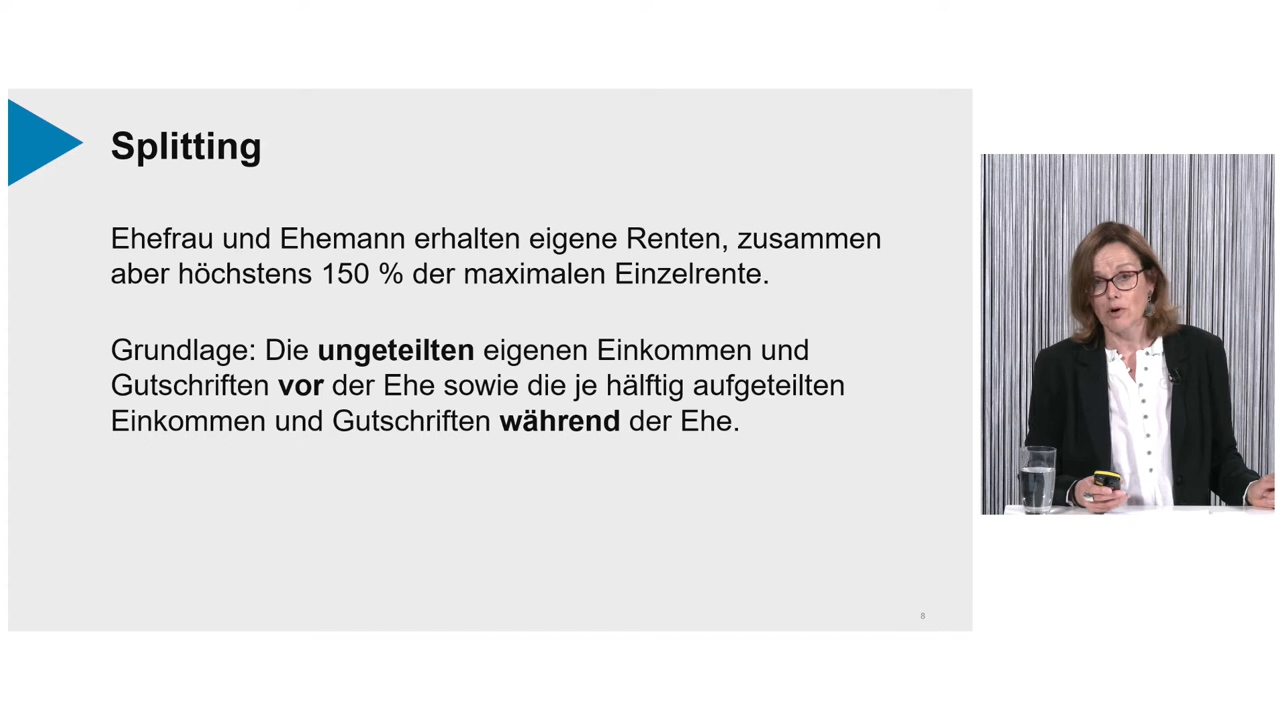 Splitting
Ehefrau und Ehemann erhalten eigene Renten, zusammen
aber höchstens 150 % der maximalen Einzelrente.
Grundlage: Die ungeteilten eigenen Einkommen und
Gutschriften vor der Ehe sowie die je hälftig aufgeteilten
Einkommen und Gutschriften während der Ehe.
8